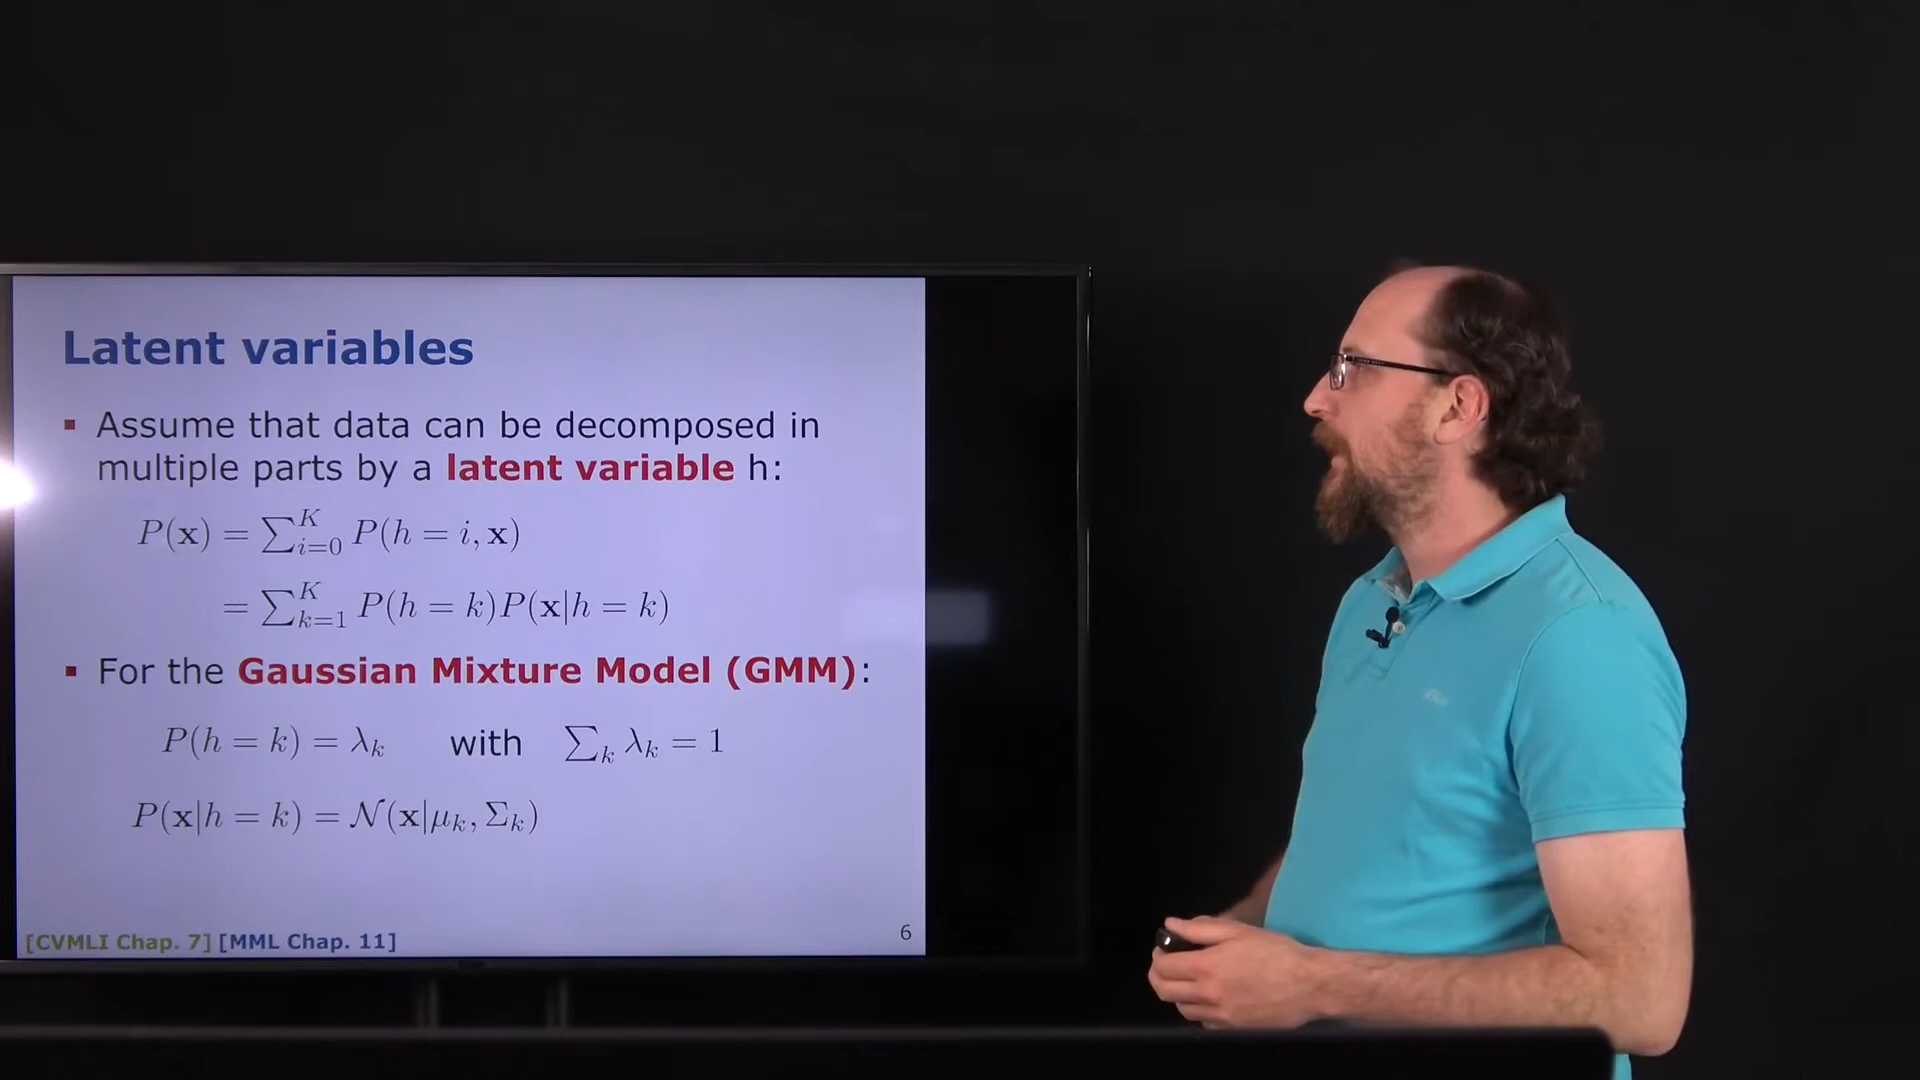 Latent variables
▪ Assume that data can be decomposed in
multiple parts by a latent variable h:
P(x) = ∑_{i=0}^{K} P(h = i, x)
= ∑_{k=1}^{K} P(h = k)P(x|h = k)
▪ For the Gaussian Mixture Model (GMM):
P(h = k) = λ_k with ∑_k λ_k = 1
P(x|h = k) = 𝒩(x|μ_k, Σ_k)
[CVMLI Chap. 7] [MML Chap. 11]
6